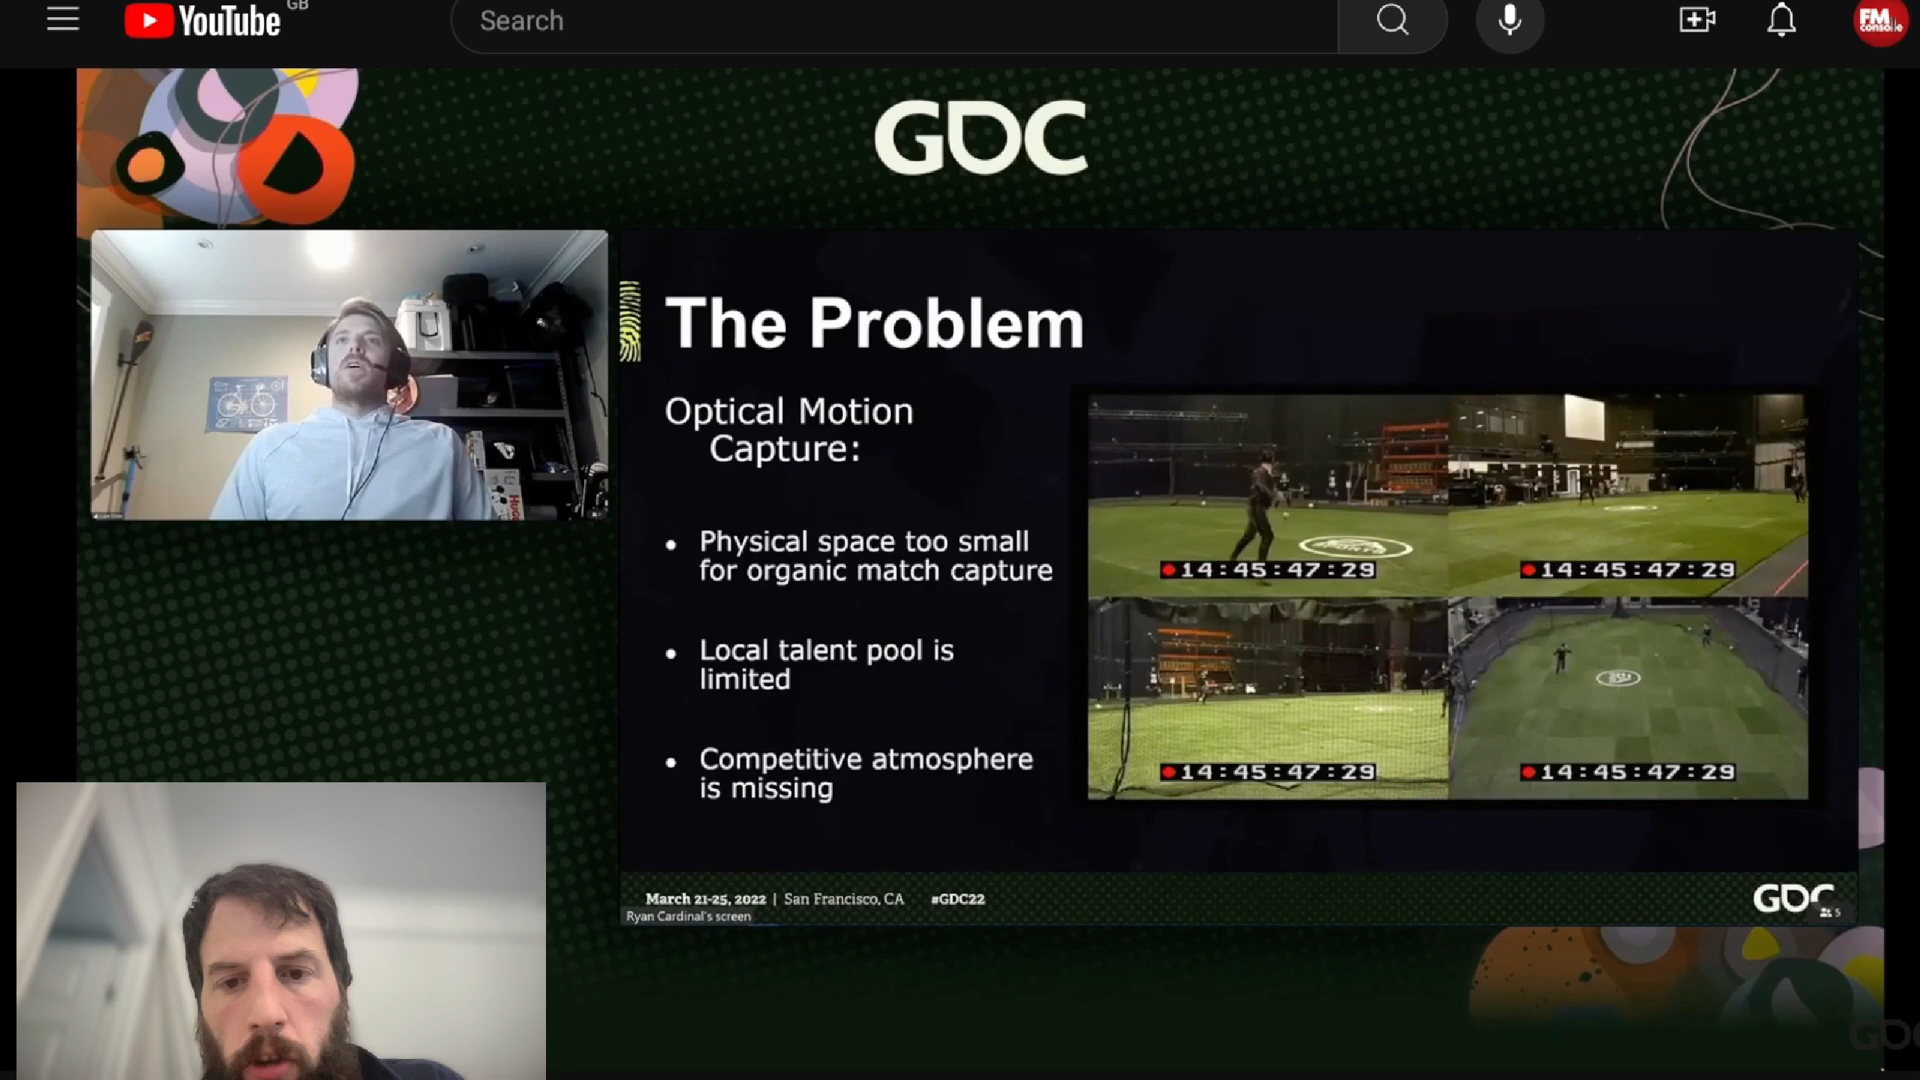 GB
YouTube
Search
FM
console
GDC
The Problem
Optical Motion
Capture:
Physical space too small
for organic match capture
Local talent pool is
limited
Competitive atmosphere
is missing
14:45:47:29
14:45:47:29
14:45:47:29
14:45:47:29
March 21-25, 2022 | San Francisco, CA #GDC22
GDC
5
Ryan Cardinal's screen
GDC